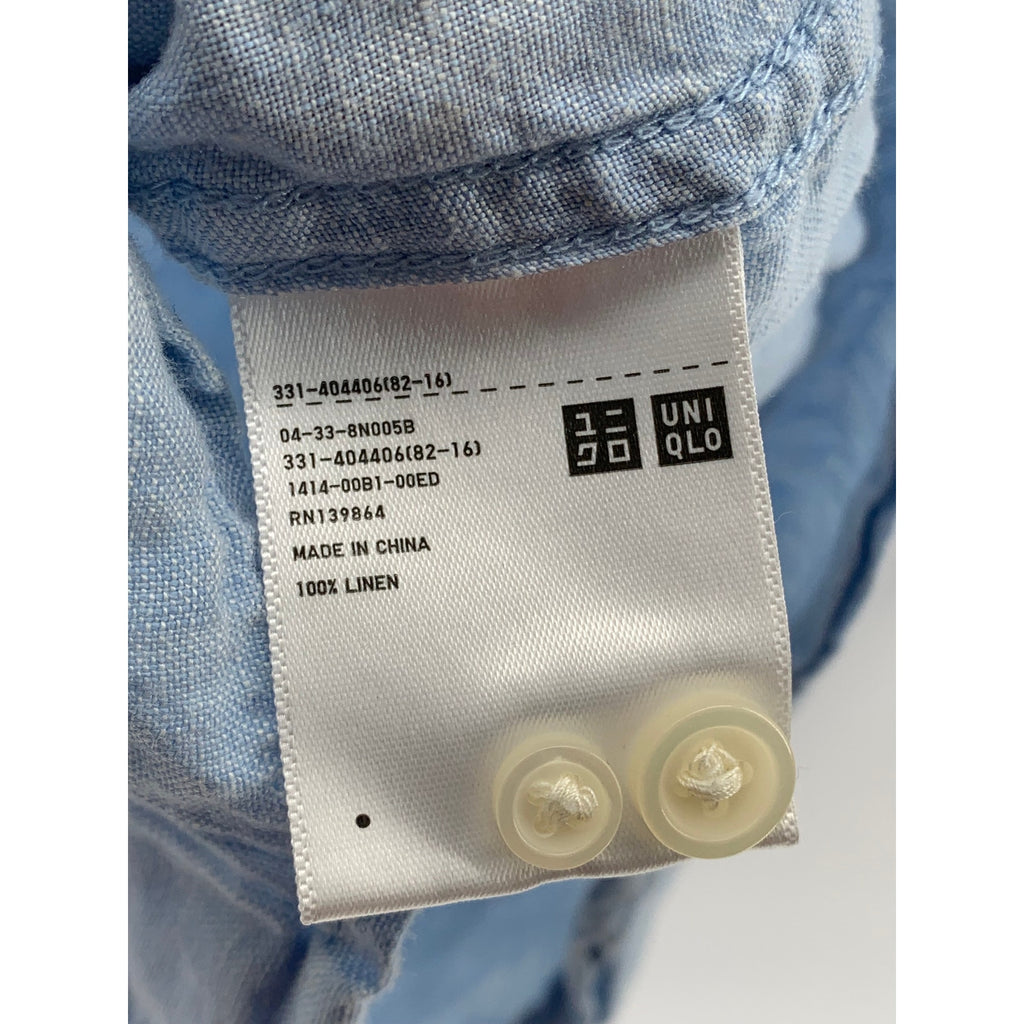 331-404406(82-16)
04-33-8N005B
331-404406(82-16)
1414-00B1-00ED
RN139864
MADE IN CHINA
100% LINEN
ユニ
クロ
UNI
QLO